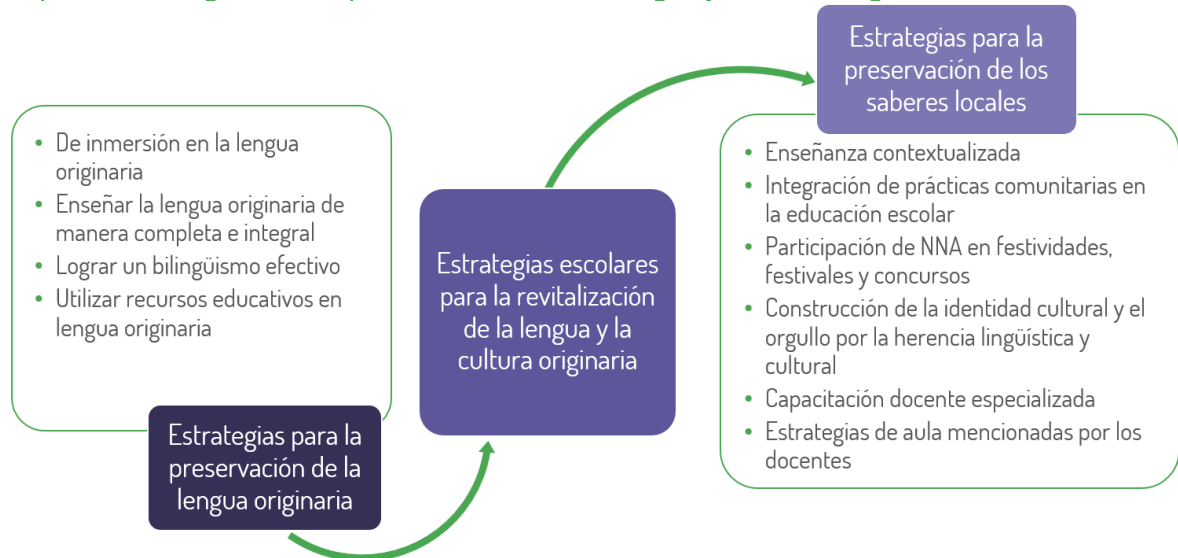 • De inmersión en la lengua
originaria
• Enseñar la lengua originaria de
manera completa e integral
• Lograr un bilingüismo efectivo
• Utilizar recursos educativos en
lengua originaria
Estrategias para la
preservación de la
lengua originaria
Estrategias escolares
para la revitalización
de la lengua y la
cultura originaria
Estrategias para la
preservación de los
saberes locales
• Enseñanza contextualizada
• Integración de prácticas comunitarias en
la educación escolar
• Participación de NNA en festividades,
festivales y concursos
• Construcción de la identidad cultural y el
orgullo por la herencia lingüística y
cultural
• Capacitación docente especializada
• Estrategias de aula mencionadas por los
docentes